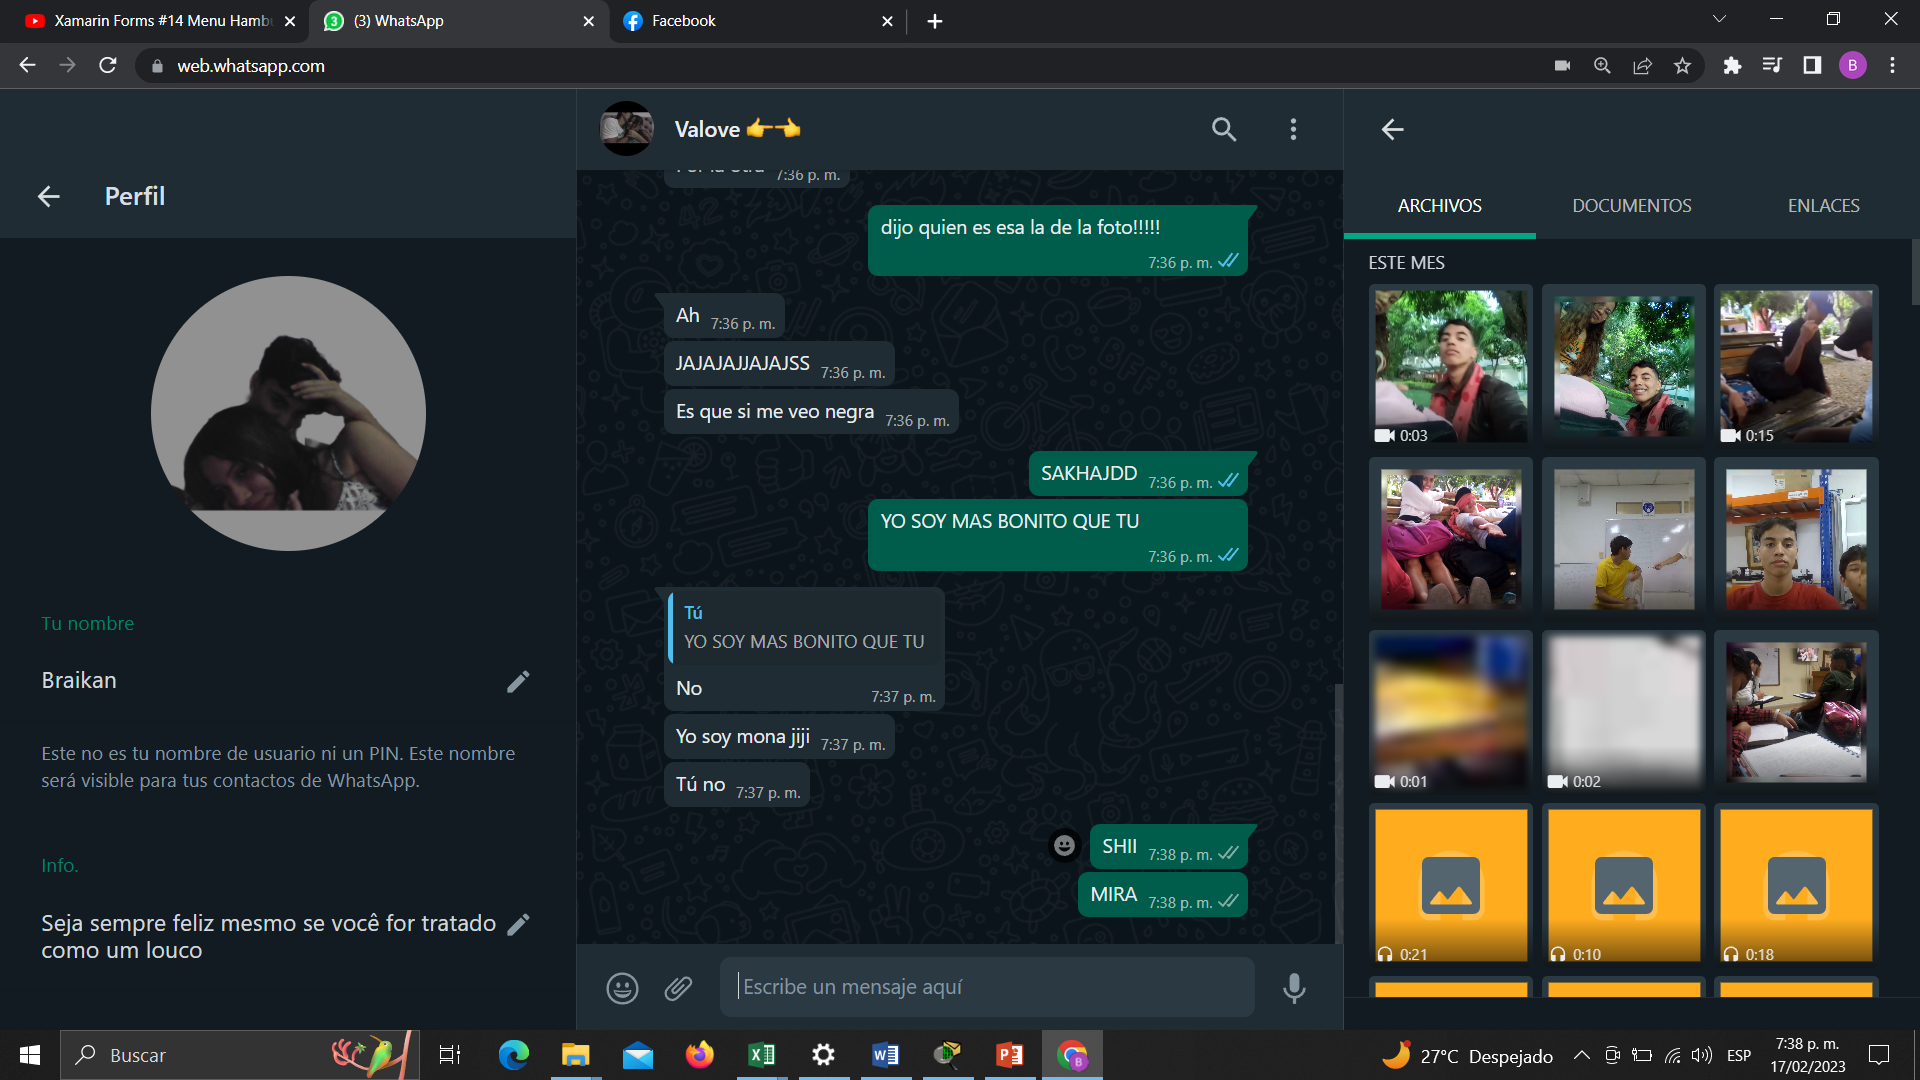 Xamarin Forms #14 Menu Hambu
(3) WhatsApp
Facebook
web.whatsapp.com
B
Perfil
Tu nombre
Braikan
Este no es tu nombre de usuario ni un PIN. Este nombre
será visible para tus contactos de WhatsApp.
Info.
Seja sempre feliz mesmo se você for tratado
como um louco
Valove 👉👈
7:36 p. m.
dijo quien es esa la de la foto!!!!!
7:36 p. m.
Ah 7:36 p. m.
JAJAJAJJAJAJSS 7:36 p. m.
Es que si me veo negra 7:36 p. m.
SAKHAJDD 7:36 p. m.
YO SOY MAS BONITO QUE TU
7:36 p. m.
Tú
YO SOY MAS BONITO QUE TU
No 7:37 p. m.
Yo soy mona jiji 7:37 p. m.
Tú no 7:37 p. m.
SHII 7:38 p. m.
MIRA 7:38 p. m.
Escribe un mensaje aquí
ARCHIVOS DOCUMENTOS ENLACES
ESTE MES
0:03
0:15
0:01
0:02
0:21
0:10
0:18
Buscar
27°C Despejado
ESP
7:38 p. m.
17/02/2023